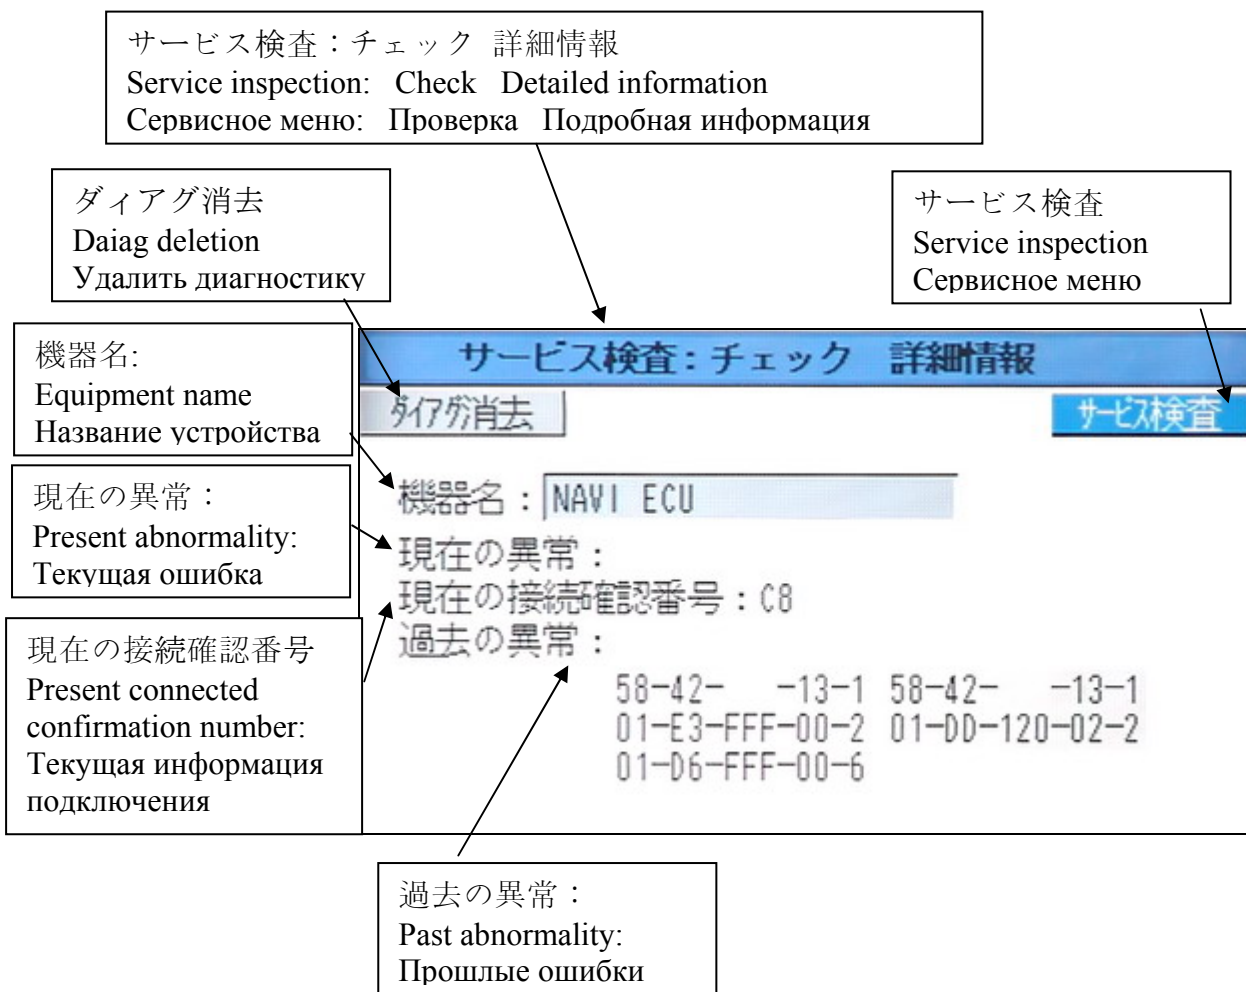 サービス検査：チェック 詳細情報
Service inspection: Check Detailed information
Сервисное меню: Проверка Подробная информация
ダィアグ消去
Daiag deletion
Удалить диагностику
サービス検査
Service inspection
Сервисное меню
機器名:
Equipment name
Название устройства
現在の異常：
Present abnormality:
Текущая ошибка
現在の接続確認番号
Present connected
confirmation number:
Текущая информация
подключения
サービス検査：チェック 詳細情報
ﾀﾞｲｱｸﾞ消去
ｻｰﾋﾞｽ検査
機器名：NAVI ECU
現在の異常：
現在の接続確認番号：C8
過去の異常：
58-42- -13-1 58-42- -13-1
01-E3-FFF-00-2 01-DD-120-02-2
01-D6-FFF-00-6
過去の異常：
Past abnormality:
Прошлые ошибки